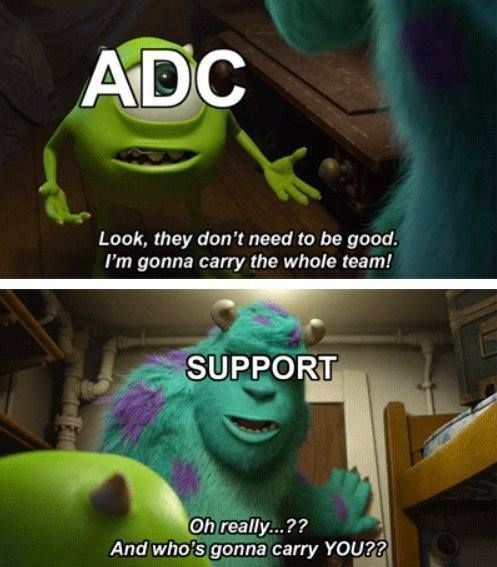 ADC
Look, they don't need to be good.
I'm gonna carry the whole team!
SUPPORT
Oh really...??
And who's gonna carry YOU??